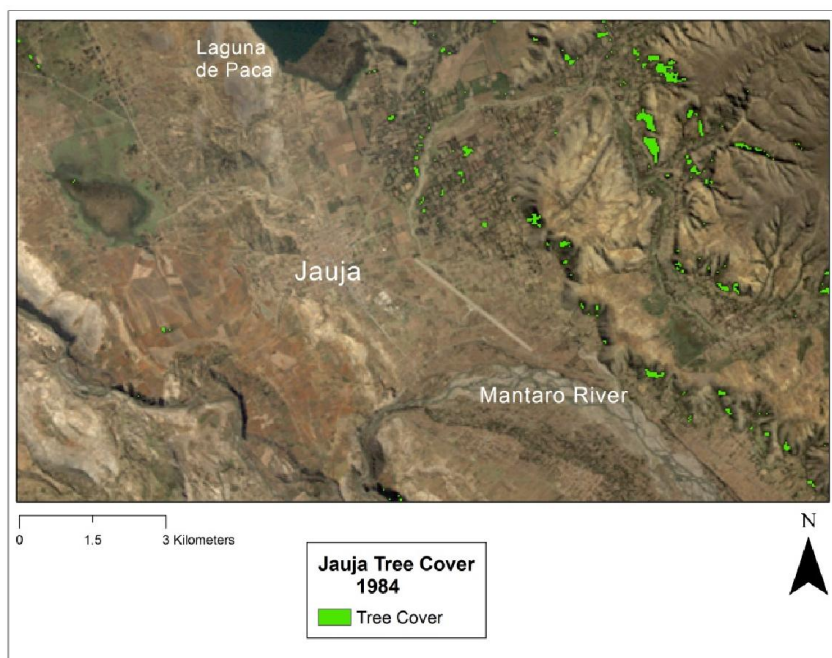 Laguna
de Paca
Jauja
Mantaro River
0 1.5 3 Kilometers
N
Jauja Tree Cover
1984
Tree Cover